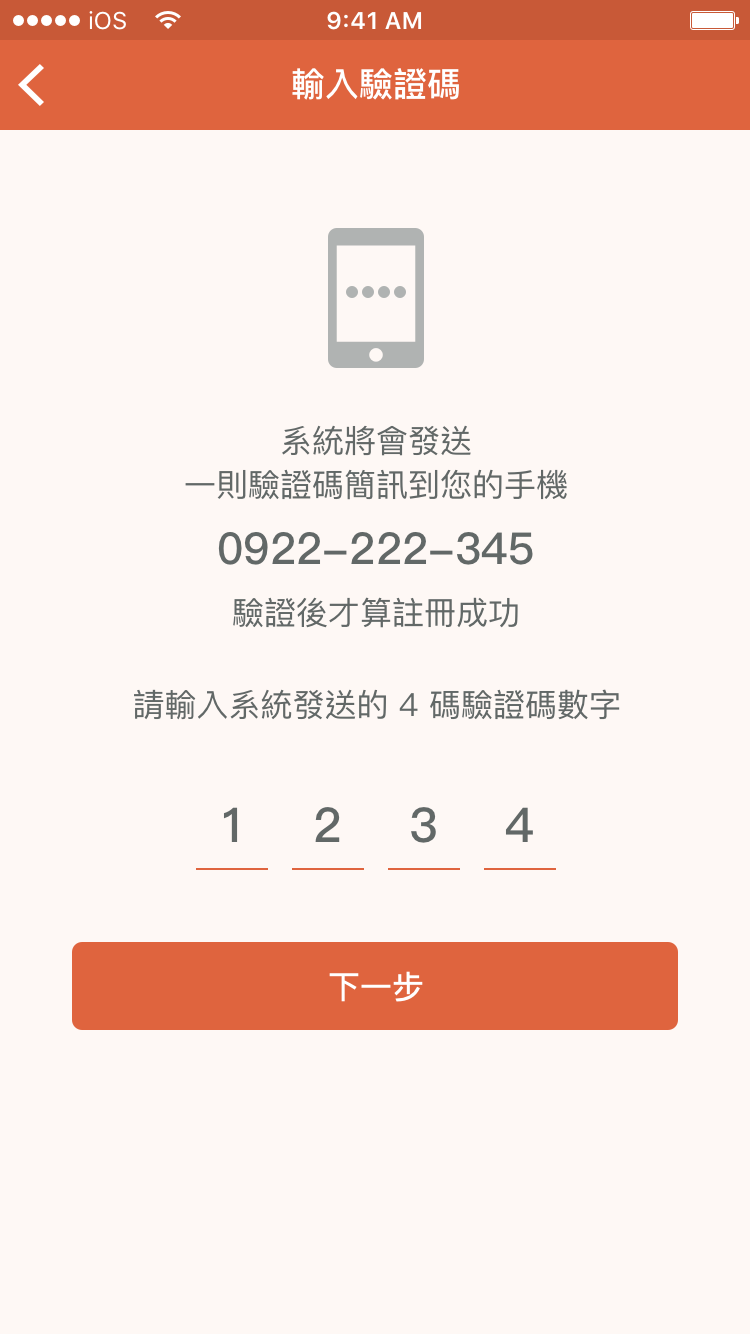 iOS 9:41 AM
輸入驗證碼
系統將會發送
一則驗證碼簡訊到您的手機
0922–222–345
驗證後才算註冊成功
請輸入系統發送的 4 碼驗證碼數字
1 2 3 4
下一步